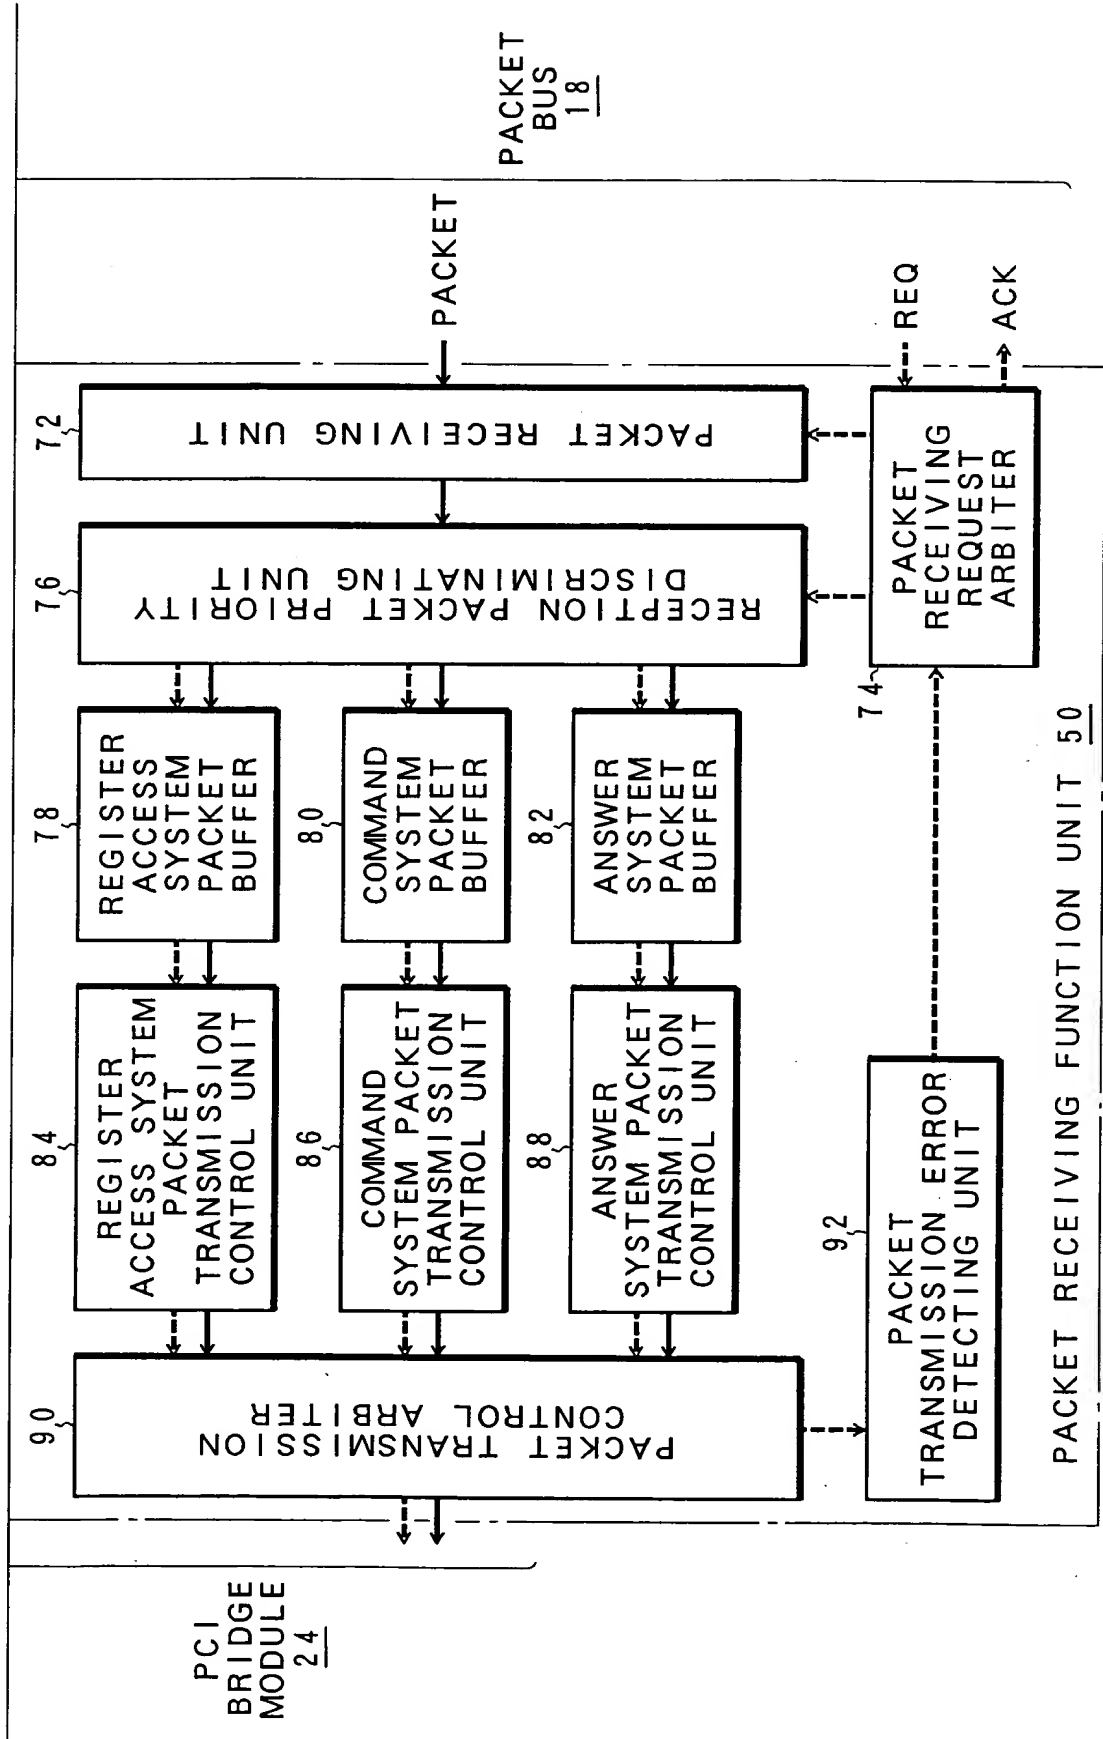 PCI
BRIDGE
MODULE
24
90
PACKET TRANSMISSION
CONTROL ARBITER
84
REGISTER
ACCESS SYSTEM
PACKET
TRANSMISSION
CONTROL UNIT
86
COMMAND
SYSTEM PACKET
TRANSMISSION
CONTROL UNIT
88
ANSWER
SYSTEM PACKET
TRANSMISSION
CONTROL UNIT
78
REGISTER
ACCESS
SYSTEM
PACKET
BUFFER
80
COMMAND
SYSTEM
PACKET
BUFFER
82
ANSWER
SYSTEM
PACKET
BUFFER
76
RECEPTION PACKET PRIORITY
DISCRIMINATING UNIT
72
PACKET RECEIVING UNIT
PACKET
PACKET
BUS
18
92
PACKET
TRANSMISSION ERROR
DETECTING UNIT
74
PACKET
RECEIVING
REQUEST
ARBITER
REQ
ACK
PACKET RECEIVING FUNCTION UNIT 50